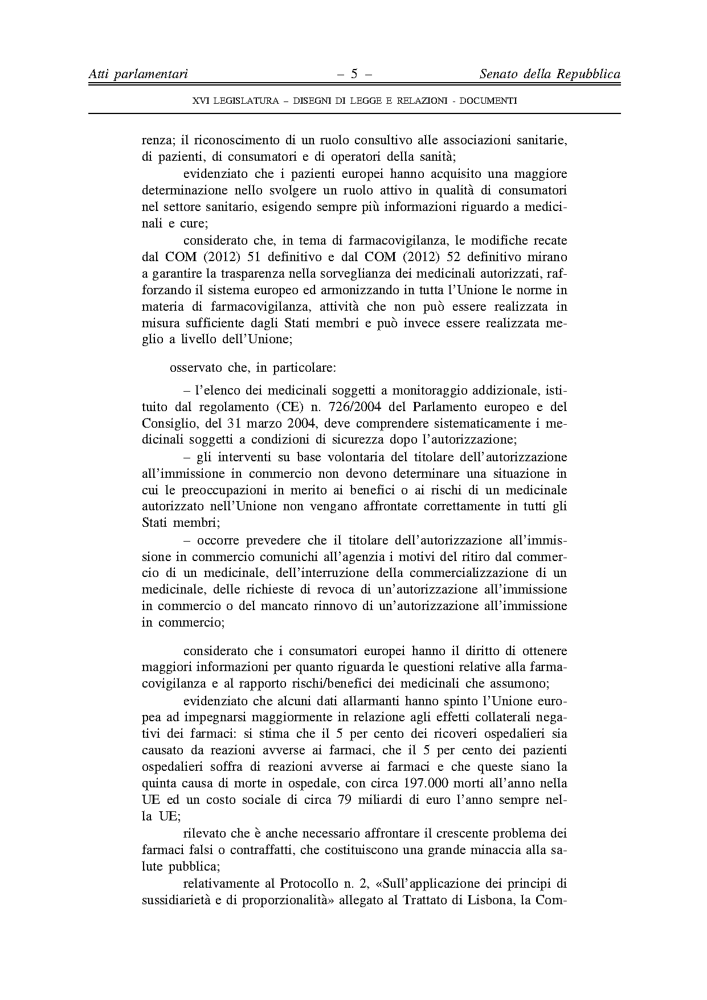 Atti parlamentari – 5 – Senato della Repubblica
XVI LEGISLATURA – DISEGNI DI LEGGE E RELAZIONI - DOCUMENTI
renza; il riconoscimento di un ruolo consultivo alle associazioni sanitarie,
di pazienti, di consumatori e di operatori della sanità;
evidenziato che i pazienti europei hanno acquisito una maggiore
determinazione nello svolgere un ruolo attivo in qualità di consumatori
nel settore sanitario, esigendo sempre più informazioni riguardo a medici-
nali e cure;
considerato che, in tema di farmacovigilanza, le modifiche recate
dal COM (2012) 51 definitivo e dal COM (2012) 52 definitivo mirano
a garantire la trasparenza nella sorveglianza dei medicinali autorizzati, raf-
forzando il sistema europeo ed armonizzando in tutta l’Unione le norme in
materia di farmacovigilanza, attività che non può essere realizzata in
misura sufficiente dagli Stati membri e può invece essere realizzata me-
glio a livello dell’Unione;
osservato che, in particolare:
– l’elenco dei medicinali soggetti a monitoraggio addizionale, isti-
tuito dal regolamento (CE) n. 726/2004 del Parlamento europeo e del
Consiglio, del 31 marzo 2004, deve comprendere sistematicamente i me-
dicinali soggetti a condizioni di sicurezza dopo l’autorizzazione;
– gli interventi su base volontaria del titolare dell’autorizzazione
all’immissione in commercio non devono determinare una situazione in
cui le preoccupazioni in merito ai benefici o ai rischi di un medicinale
autorizzato nell’Unione non vengano affrontate correttamente in tutti gli
Stati membri;
– occorre prevedere che il titolare dell’autorizzazione all’immis-
sione in commercio comunichi all’agenzia i motivi del ritiro dal commer-
cio di un medicinale, dell’interruzione della commercializzazione di un
medicinale, delle richieste di revoca di un’autorizzazione all’immissione
in commercio o del mancato rinnovo di un’autorizzazione all’immissione
in commercio;
considerato che i consumatori europei hanno il diritto di ottenere
maggiori informazioni per quanto riguarda le questioni relative alla farma-
covigilanza e al rapporto rischi/benefici dei medicinali che assumono;
evidenziato che alcuni dati allarmanti hanno spinto l’Unione euro-
pea ad impegnarsi maggiormente in relazione agli effetti collaterali nega-
tivi dei farmaci: si stima che il 5 per cento dei ricoveri ospedalieri sia
causato da reazioni avverse ai farmaci, che il 5 per cento dei pazienti
ospedalieri soffra di reazioni avverse ai farmaci e che queste siano la
quinta causa di morte in ospedale, con circa 197.000 morti all’anno nella
UE ed un costo sociale di circa 79 miliardi di euro l’anno sempre nel-
la UE;
rilevato che è anche necessario affrontare il crescente problema dei
farmaci falsi o contraffatti, che costituiscono una grande minaccia alla sa-
lute pubblica;
relativamente al Protocollo n. 2, «Sull’applicazione dei principi di
sussidiarietà e di proporzionalità» allegato al Trattato di Lisbona, la Com-